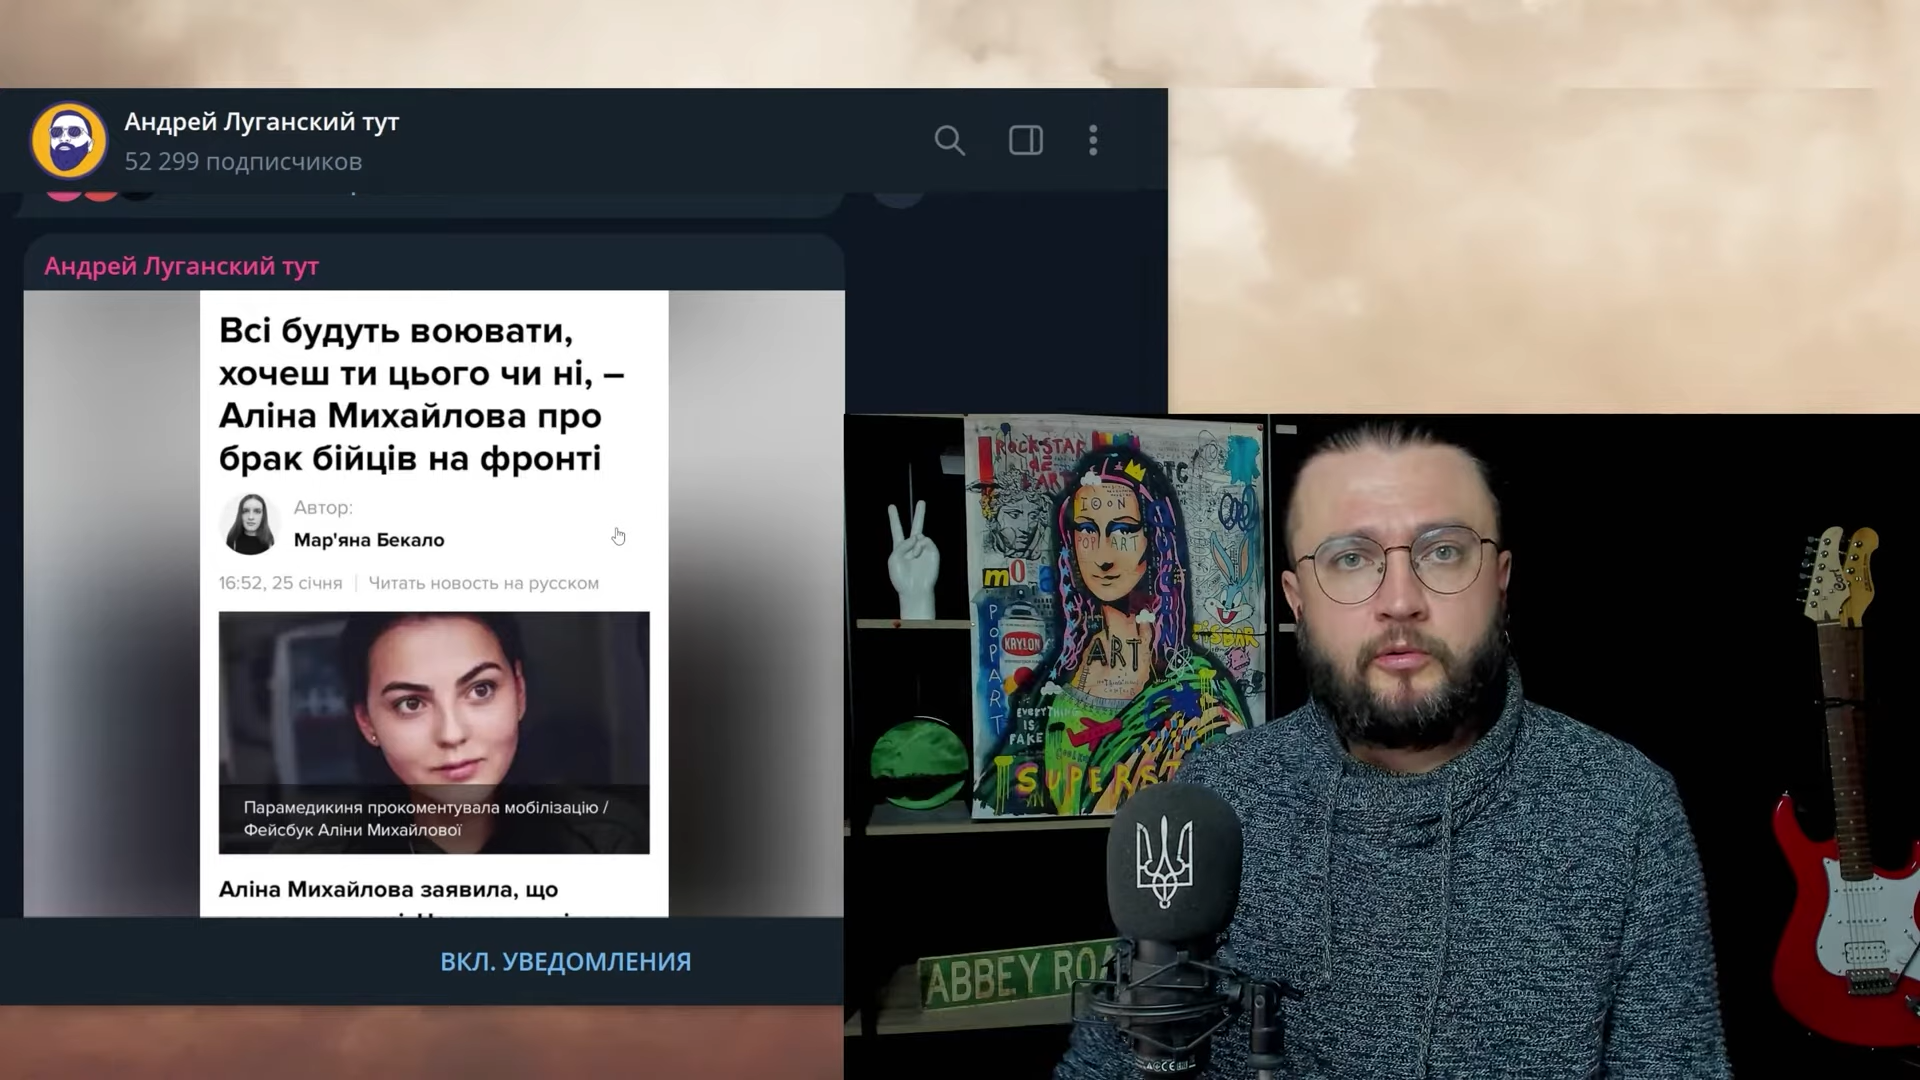 Андрей Луганский тут
52 299 подписчиков
Андрей Луганский тут
Всі будуть воювати,
хочеш ти цього чи ні, –
Аліна Михайлова про
брак бійців на фронті
Автор:
Мар'яна Бекало
16:52, 25 січня | Читать новость на русском
Парамедикиня прокоментувала мобілізацію /
Фейсбук Аліни Михайлової
Аліна Михайлова заявила, що
ВКЛ. УВЕДОМЛЕНИЯ
ROCKSTAR
ICON
POP ART
KRYLON
POPART
ART
EVERYTHING
IS
FAKE
SUPERST
ABBEY ROA